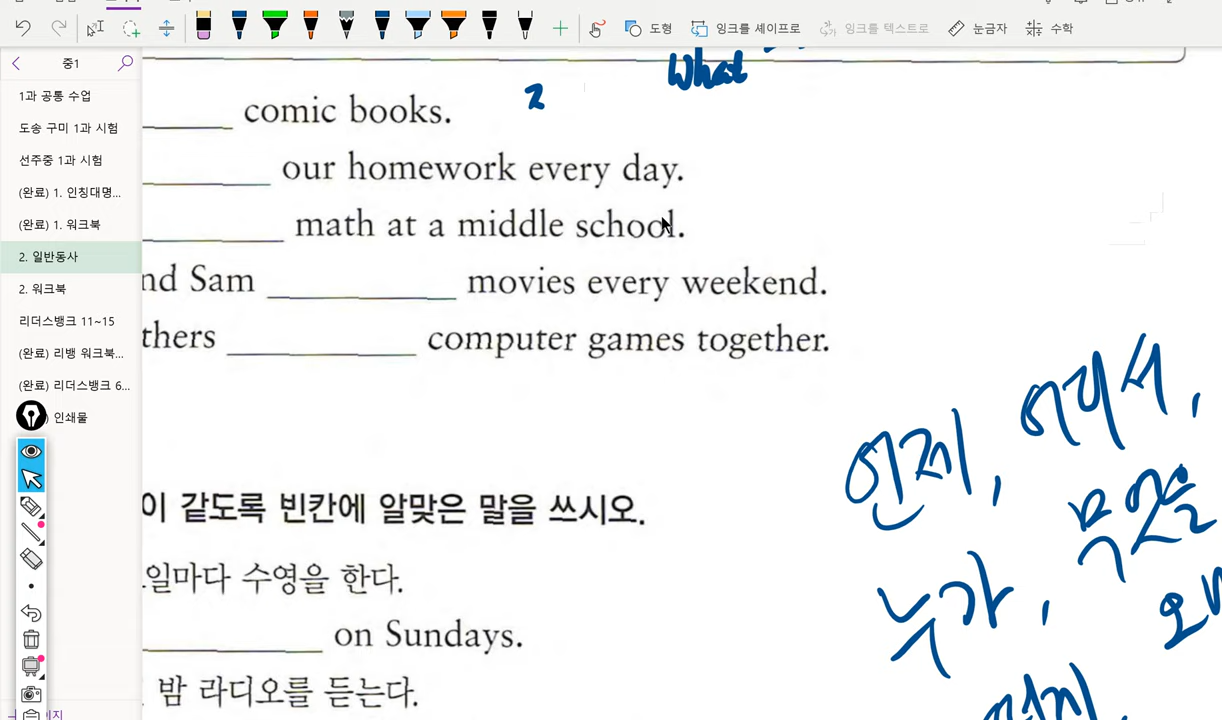 도형
잉크를 셰이프로
잉크를 텍스트로
눈금자
수학
중1
1과 공통 수업
도송 구미 1과 시험
선주중 1과 시험
(완료) 1. 인칭대명...
(완료) 1. 워크북
2. 일반동사
2. 워크북
리더스뱅크 11~15
(완료) 리뱅 워크북...
(완료) 리더스뱅크 6...
인쇄물
What
2
comic books.
our homework every day.
math at a middle school.
nd Sam movies every weekend.
thers computer games together.
언제, 어디서,
누가, 무엇을
이 같도록 빈칸에 알맞은 말을 쓰시오.
일마다 수영을 한다.
on Sundays.
밤 라디오를 듣는다.